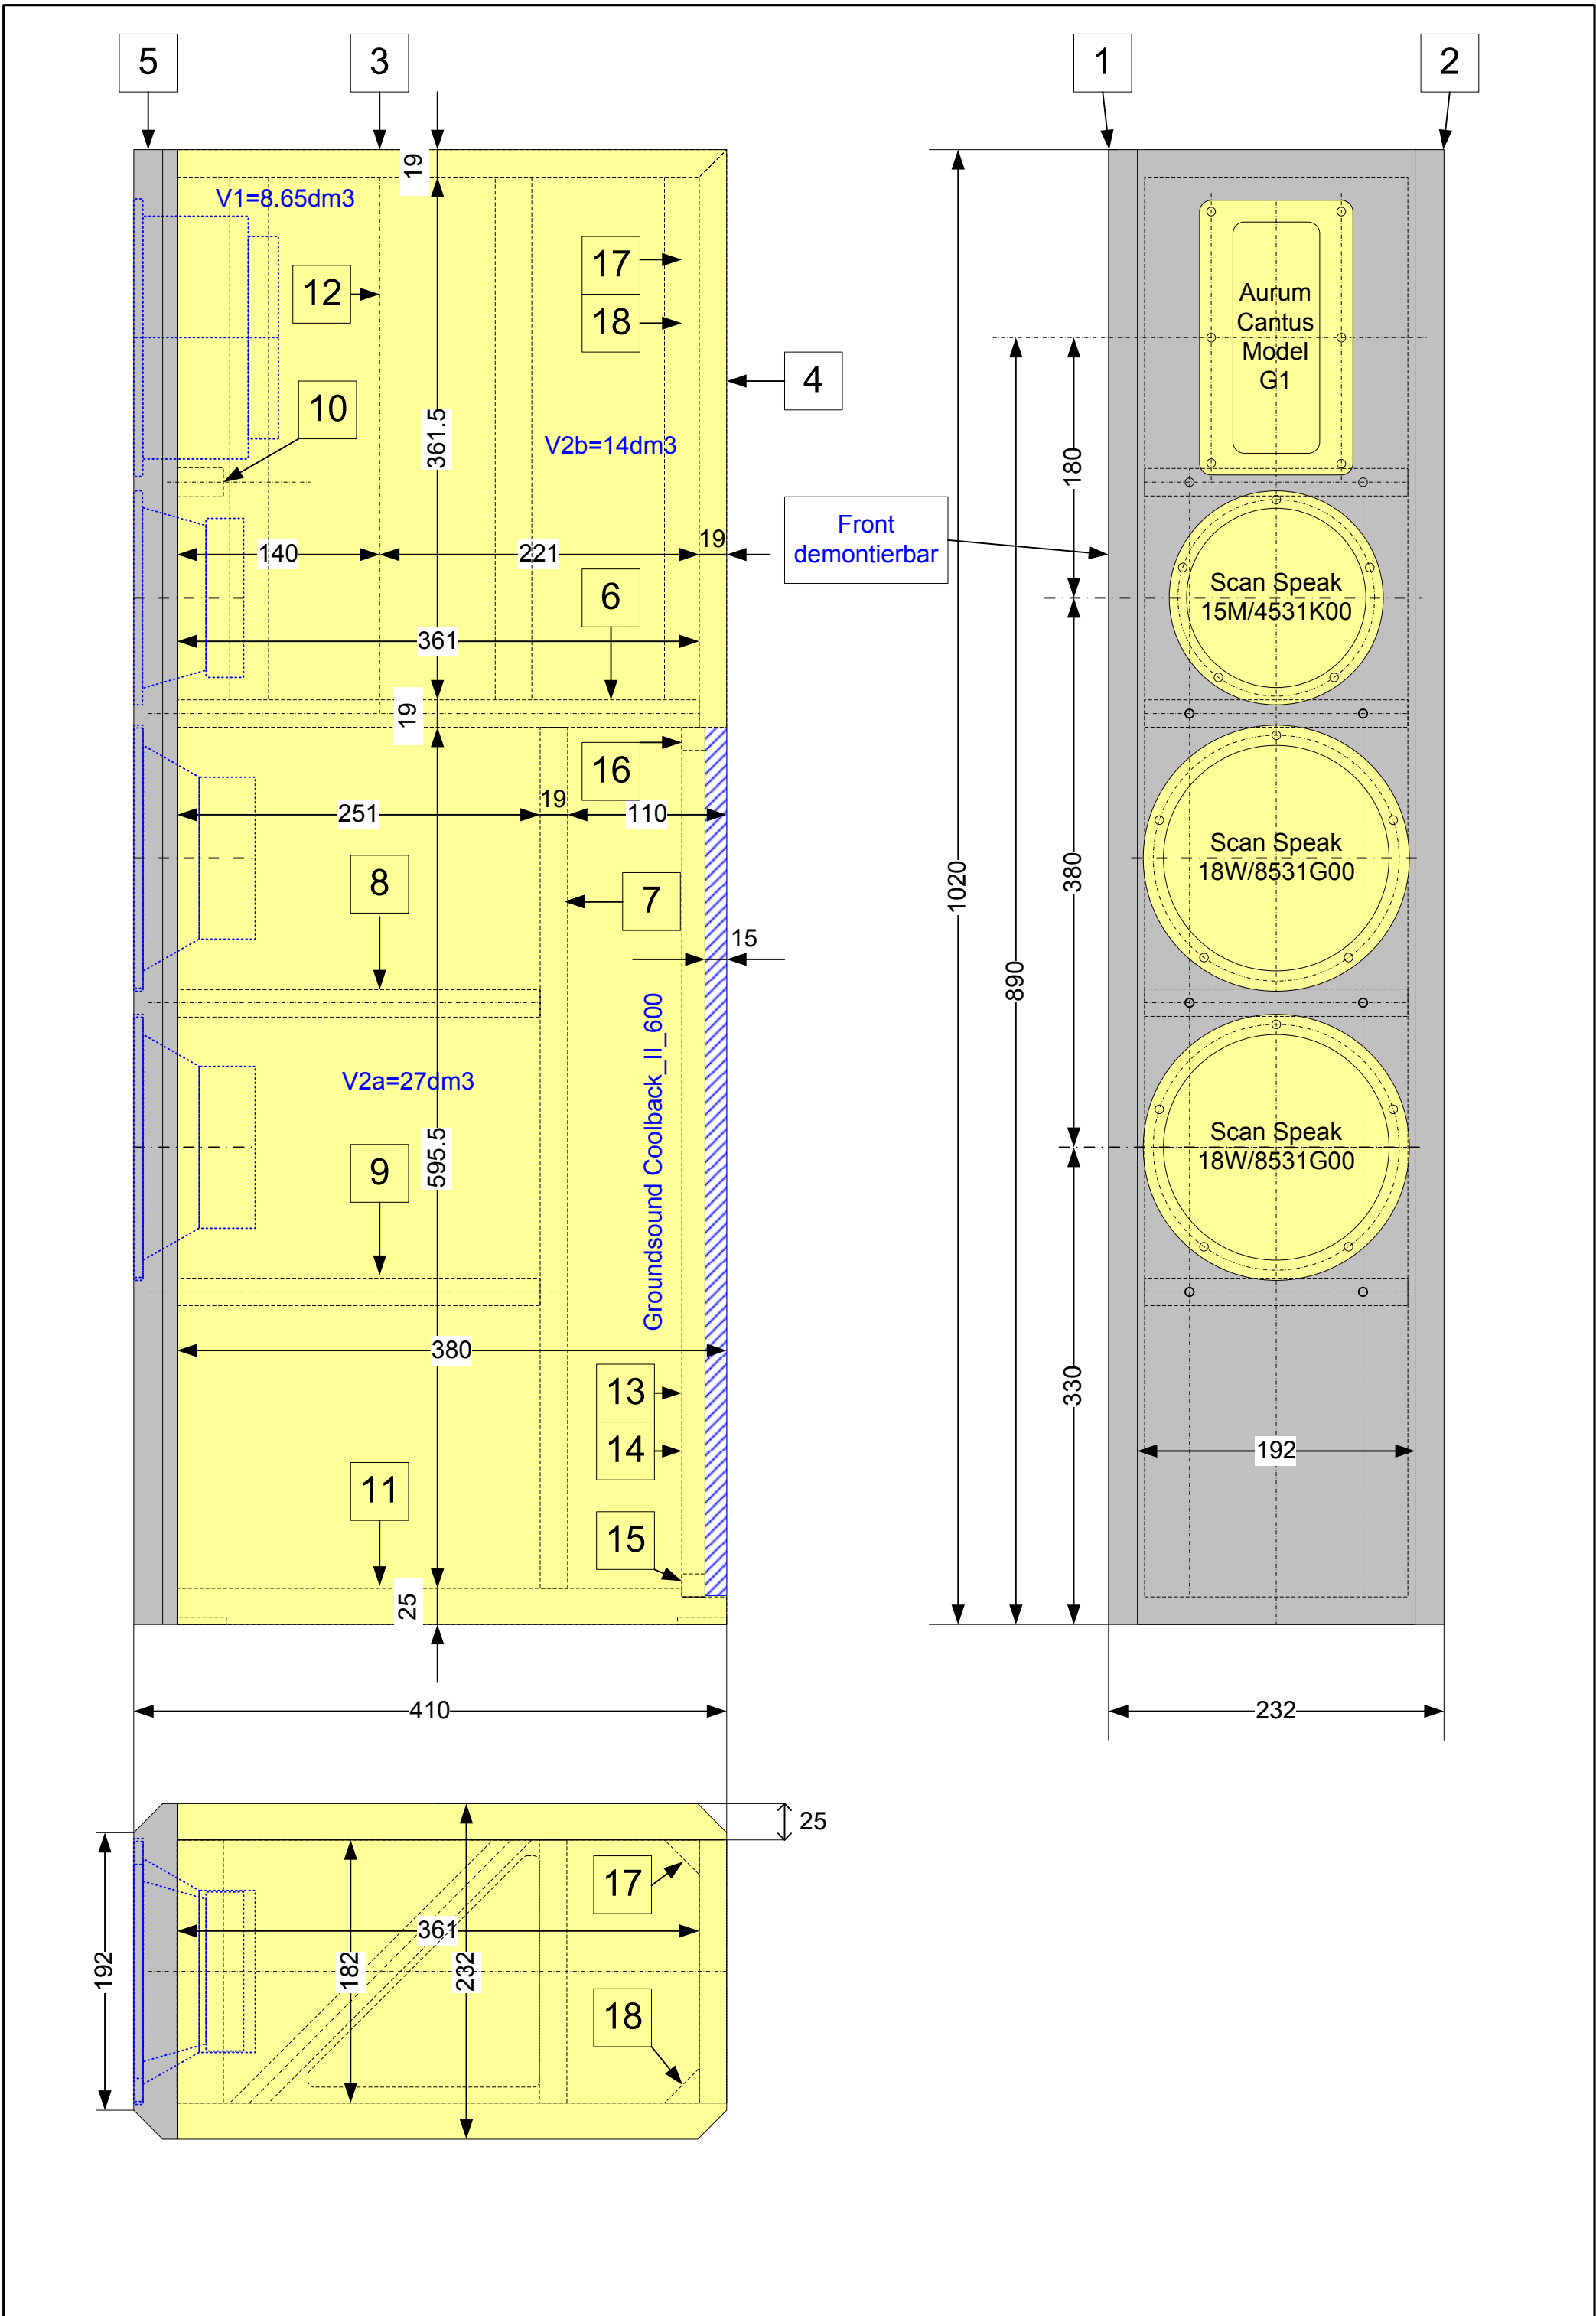 5
3
1
2
19
V1=8.65dm3
17
12
18
Aurum
Cantus
Model
G1
4
10
361.5
V2b=14dm3
180
Front
demontierbar
19
140
221
6
Scan Speak
15M/4531K00
361
19
16
19
251
110
8
7
1020
380
Scan Speak
18W/8531G00
15
890
Groundsound Coolback_II_600
V2a=27dm3
595.5
9
Scan Speak
18W/8531G00
380
13
330
14
192
11
15
25
410
232
25
17
361
192
182
232
18